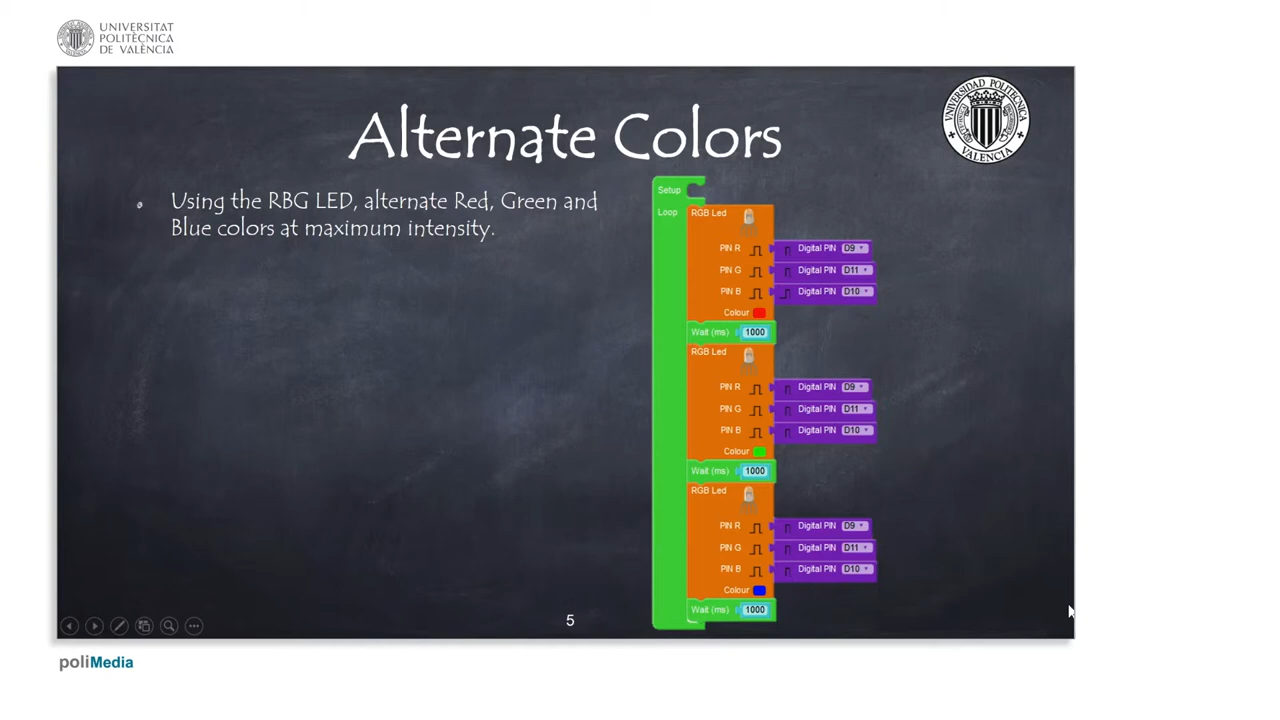 UNIVERSITAT
POLITÈCNICA
DE VALÈNCIA
Alternate Colors
UNIVERSIDAD POLITECNICA
VALENCIA
Using the RBG LED, alternate Red, Green and
Blue colors at maximum intensity.
Setup
Loop
RGB Led
PIN R Digital PIN D9
PIN G Digital PIN D11
PIN B Digital PIN D10
Colour
Wait (ms) 1000
RGB Led
PIN R Digital PIN D9
PIN G Digital PIN D11
PIN B Digital PIN D10
Colour
Wait (ms) 1000
RGB Led
PIN R Digital PIN D9
PIN G Digital PIN D11
PIN B Digital PIN D10
Colour
Wait (ms) 1000
5
poliMedia